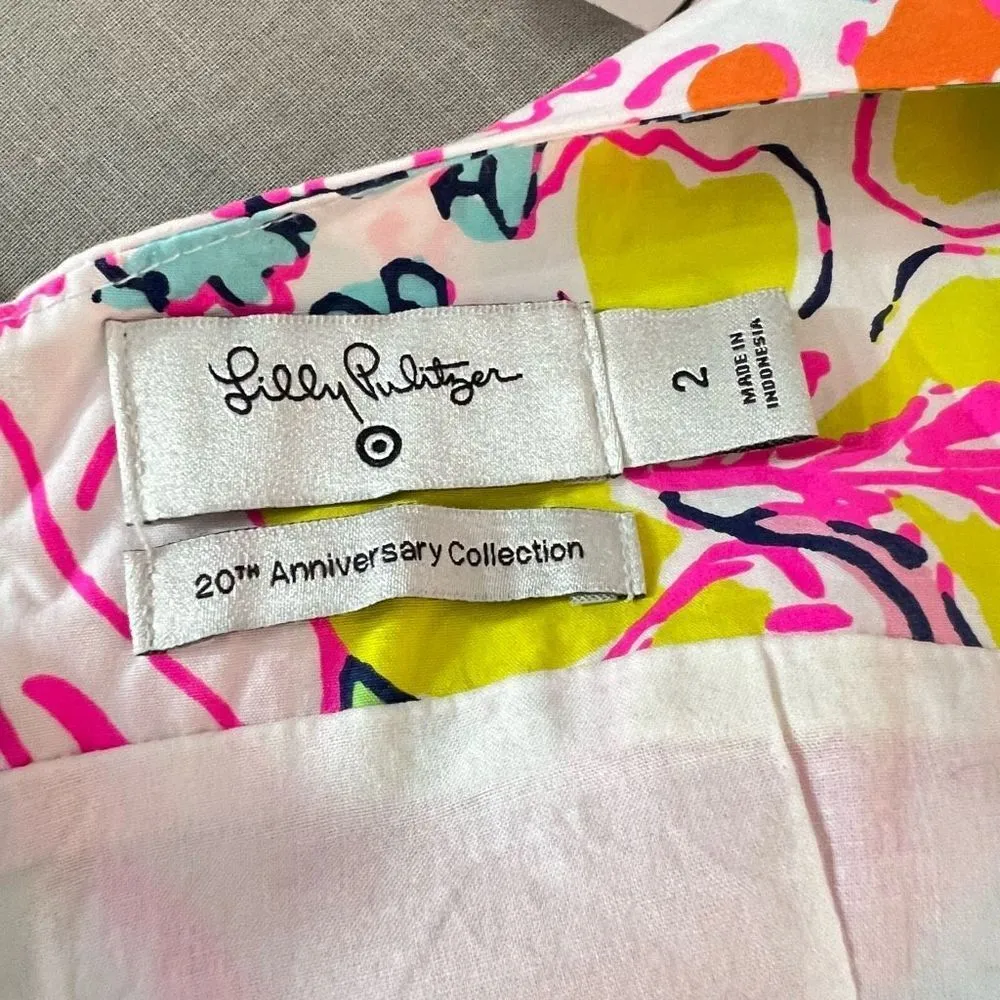 Lilly Pulitzer
2
MADE IN
INDONESIA
20TH Anniversary Collection